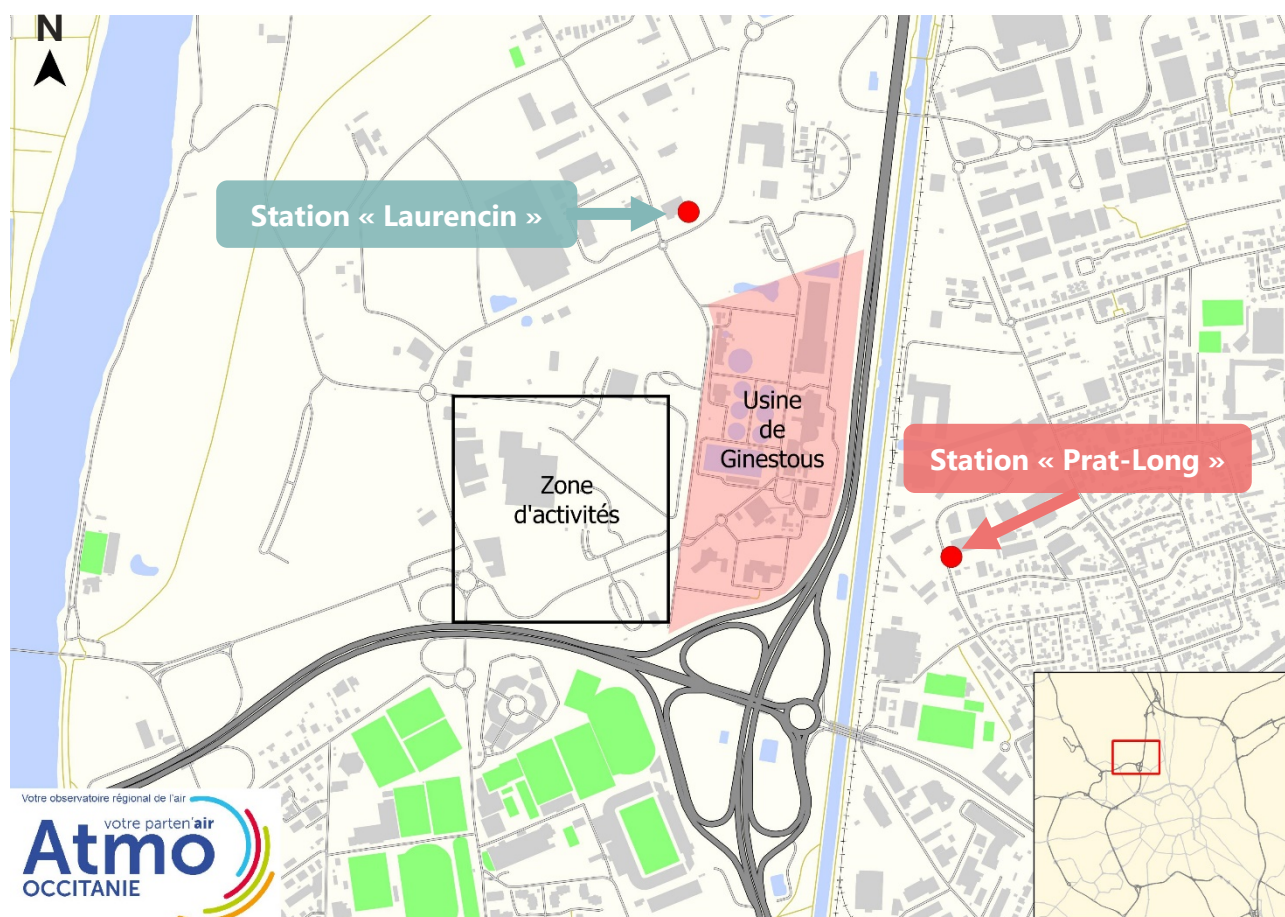 N
Station « Laurencin »
Usine
de
Ginestous
Station « Prat-Long »
Zone
d'activités
Votre observatoire régional de l'air
votre parten'air
Atmo
OCCITANIE